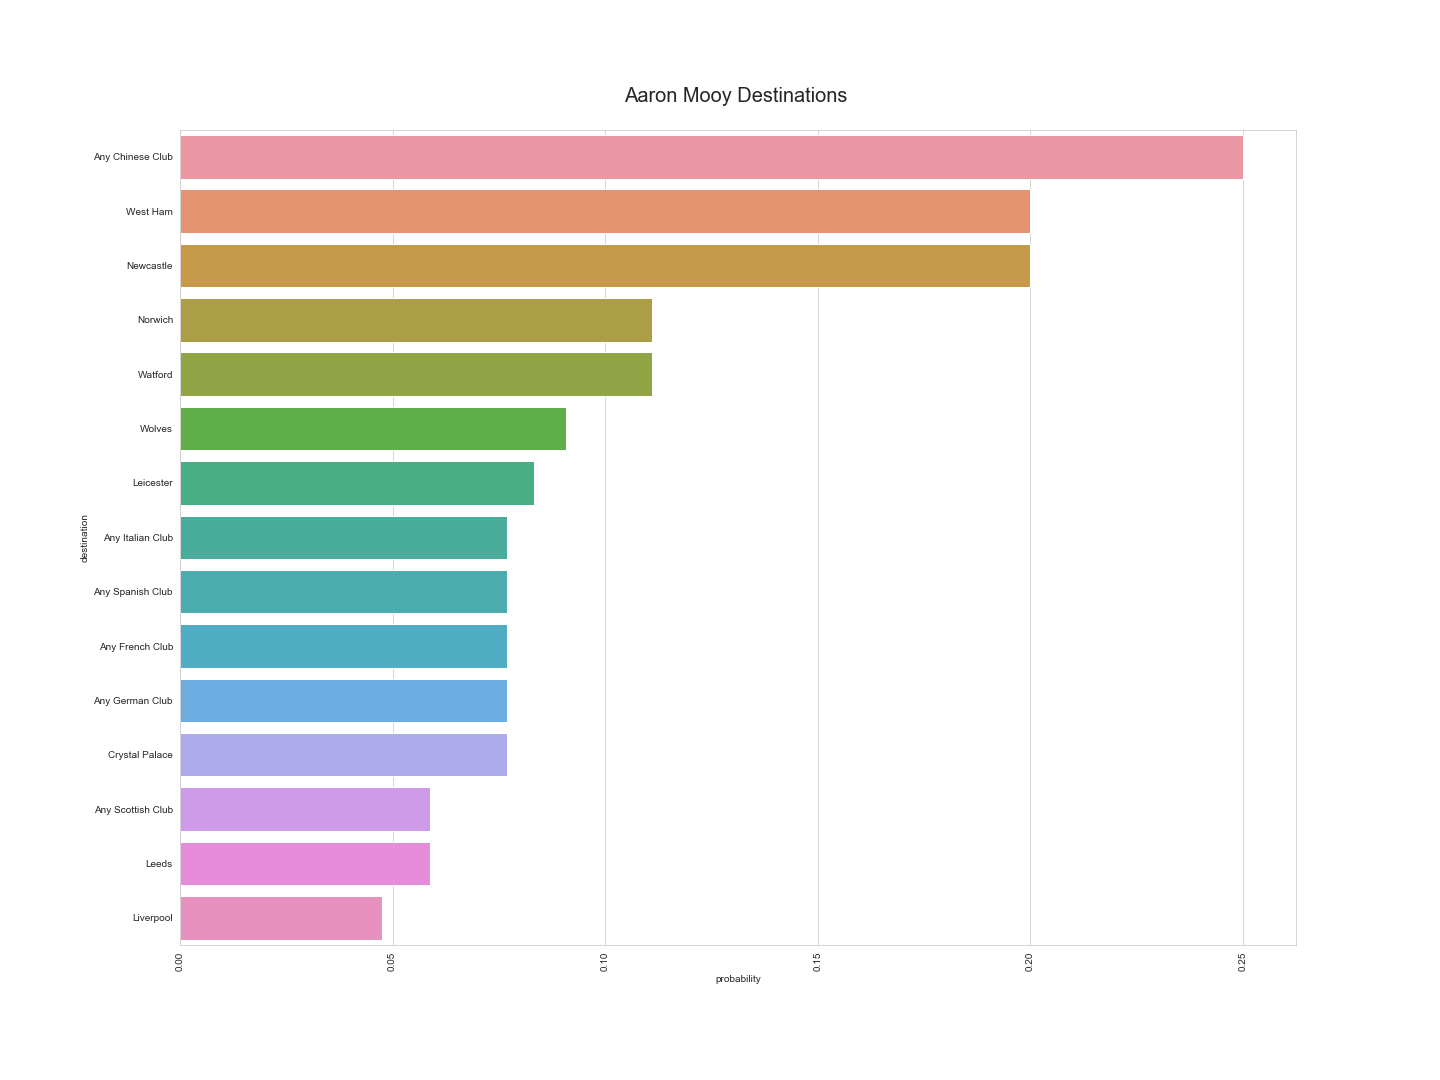 Aaron Mooy Destinations
Any Chinese Club
West Ham
Newcastle
Norwich
Watford
Wolves
Leicester
Any Italian Club
Any Spanish Club
Any French Club
Any German Club
Crystal Palace
Any Scottish Club
Leeds
Liverpool
destination
0.00
0.05
0.10
0.15
0.20
0.25
probability